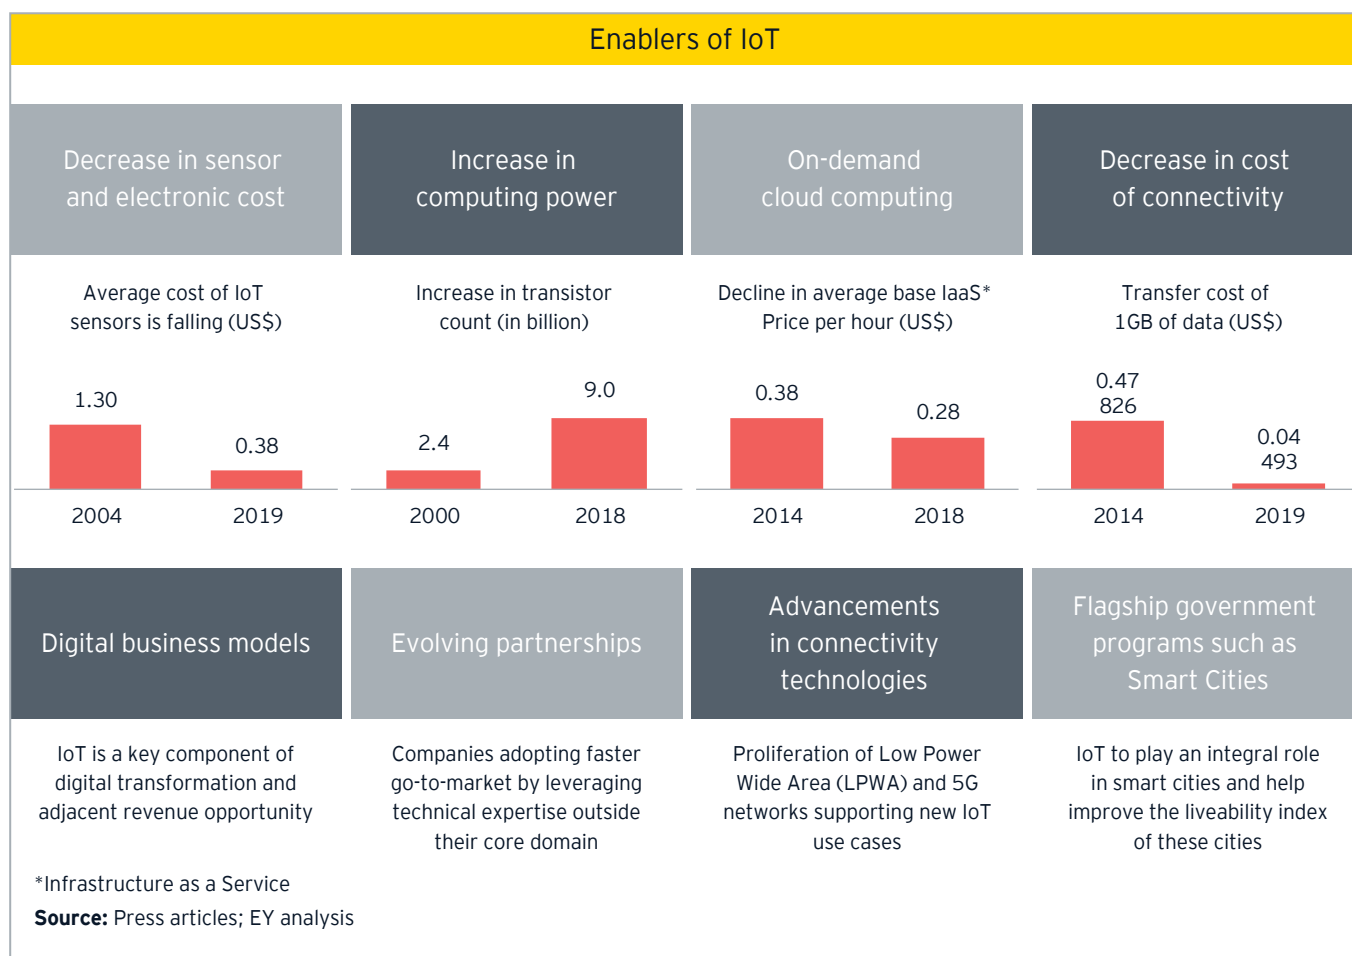 Enablers of IoT
Decrease in sensor
and electronic cost
Increase in
computing power
On-demand
cloud computing
Decrease in cost
of connectivity
Average cost of IoT
sensors is falling (US$)
Increase in transistor
count (in billion)
Decline in average base IaaS*
Price per hour (US$)
Transfer cost of
1GB of data (US$)
1.30
0.38
2004
2019
2.4
9.0
2000
2018
0.38
0.28
2014
2018
0.47
826
0.04
493
2014
2019
Digital business models
Evolving partnerships
Advancements
in connectivity
technologies
Flagship government
programs such as
Smart Cities
IoT is a key component of
digital transformation and
adjacent revenue opportunity
Companies adopting faster
go-to-market by leveraging
technical expertise outside
their core domain
Proliferation of Low Power
Wide Area (LPWA) and 5G
networks supporting new IoT
use cases
IoT to play an integral role
in smart cities and help
improve the liveability index
of these cities
*Infrastructure as a Service
Source: Press articles; EY analysis